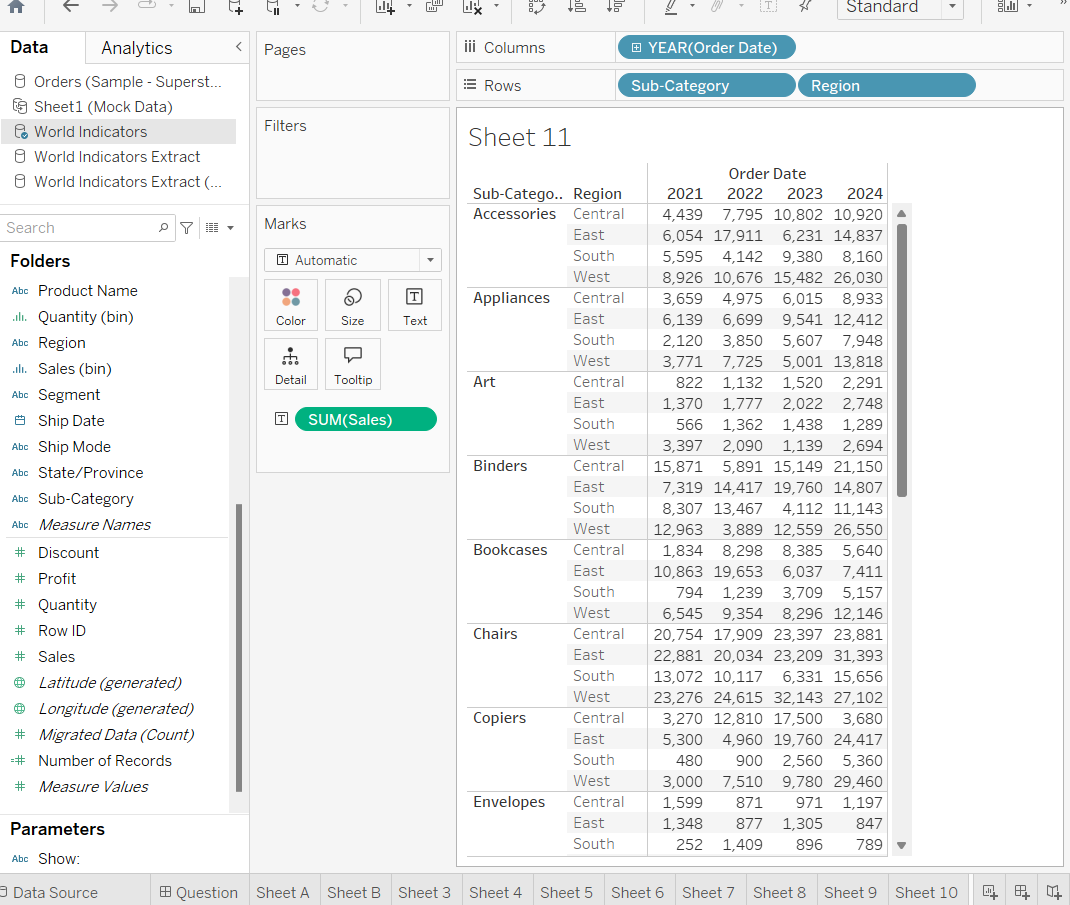 Standard
Data
Analytics
Orders (Sample - Superst...
Sheet1 (Mock Data)
World Indicators
World Indicators Extract
World Indicators Extract (...
Search
Folders
Abc Product Name
Quantity (bin)
Abc Region
Sales (bin)
Abc Segment
Ship Date
Abc Ship Mode
Abc State/Province
Abc Sub-Category
Abc Measure Names
# Discount
# Profit
# Quantity
# Row ID
# Sales
Latitude (generated)
Longitude (generated)
# Migrated Data (Count)
=# Number of Records
# Measure Values
Parameters
Abc Show:
Pages
Filters
Marks
Automatic
Color Size Text
Detail Tooltip
SUM(Sales)
Columns YEAR(Order Date)
Rows Sub-Category Region
Sheet 11
Order Date
Sub-Catego.. Region 2021 2022 2023 2024
Accessories Central 4,439 7,795 10,802 10,920
East 6,054 17,911 6,231 14,837
South 5,595 4,142 9,380 8,160
West 8,926 10,676 15,482 26,030
Appliances Central 3,659 4,975 6,015 8,933
East 6,139 6,699 9,541 12,412
South 2,120 3,850 5,607 7,948
West 3,771 7,725 5,001 13,818
Art Central 822 1,132 1,520 2,291
East 1,370 1,777 2,022 2,748
South 566 1,362 1,438 1,289
West 3,397 2,090 1,139 2,694
Binders Central 15,871 5,891 15,149 21,150
East 7,319 14,417 19,760 14,807
South 8,307 13,467 4,112 11,143
West 12,963 3,889 12,559 26,550
Bookcases Central 1,834 8,298 8,385 5,640
East 10,863 19,653 6,037 7,411
South 794 1,239 3,709 5,157
West 6,545 9,354 8,296 12,146
Chairs Central 20,754 17,909 23,397 23,881
East 22,881 20,034 23,209 31,393
South 13,072 10,117 6,331 15,656
West 23,276 24,615 32,143 27,102
Copiers Central 3,270 12,810 17,500 3,680
East 5,300 4,960 19,760 24,417
South 480 900 2,560 5,360
West 3,000 7,510 9,780 29,460
Envelopes Central 1,599 871 971 1,197
East 1,348 877 1,305 847
South 252 1,409 896 789
Data Source Question Sheet A Sheet B Sheet 3 Sheet 4 Sheet 5 Sheet 6 Sheet 7 Sheet 8 Sheet 9 Sheet 10